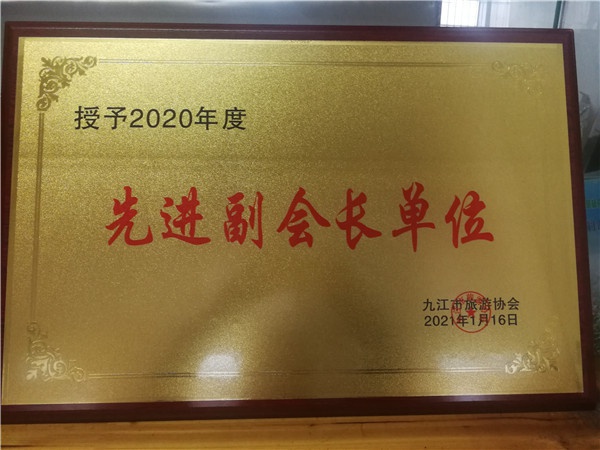 授予2020年度
先进副会长单位
九江市旅游协会
2021年1月16日